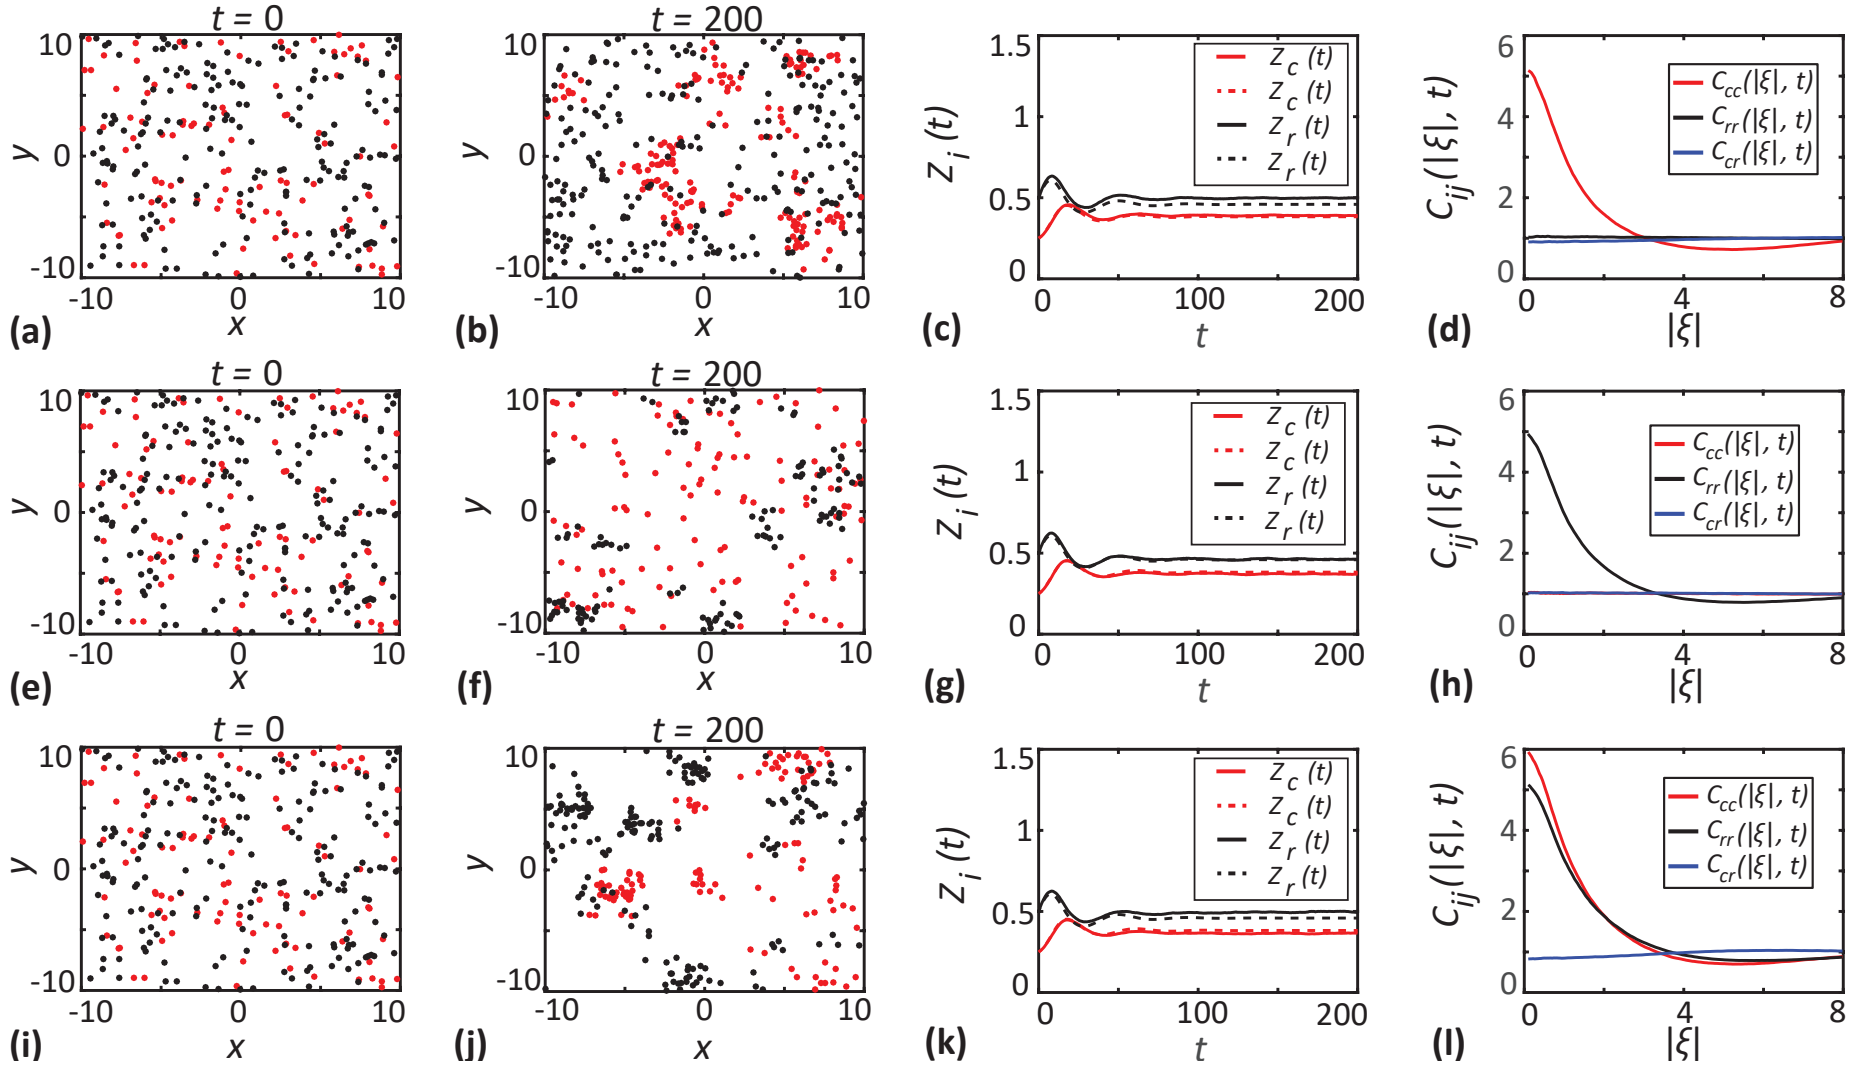 t = 0
10
0
-10
y
-10 0 10
x
(a)
t = 200
10
0
-10
y
-10 0 10
x
(b)
1.5
1
0.5
0
Z_i(t)
Z_c (t)
Z_c (t)
Z_r (t)
Z_r (t)
0 100 200
t
(c)
6
4
2
0
C_ij(|ξ|, t)
C_cc(|ξ|, t)
C_rr(|ξ|, t)
C_cr(|ξ|, t)
0 4 8
|ξ|
(d)
t = 0
10
0
-10
y
-10 0 10
x
(e)
t = 200
10
0
-10
y
-10 0 10
x
(f)
1.5
1
0.5
0
Z_i(t)
Z_c (t)
Z_c (t)
Z_r (t)
Z_r (t)
0 100 200
t
(g)
6
4
2
0
C_ij(|ξ|, t)
C_cc(|ξ|, t)
C_rr(|ξ|, t)
C_cr(|ξ|, t)
0 4 8
|ξ|
(h)
t = 0
10
0
-10
y
-10 0 10
x
(i)
t = 200
10
0
-10
y
-10 0 10
x
(j)
1.5
1
0.5
0
Z_i(t)
Z_c (t)
Z_c (t)
Z_r (t)
Z_r (t)
0 100 200
t
(k)
6
4
2
0
C_ij(|ξ|, t)
C_cc(|ξ|, t)
C_rr(|ξ|, t)
C_cr(|ξ|, t)
0 4 8
|ξ|
(l)